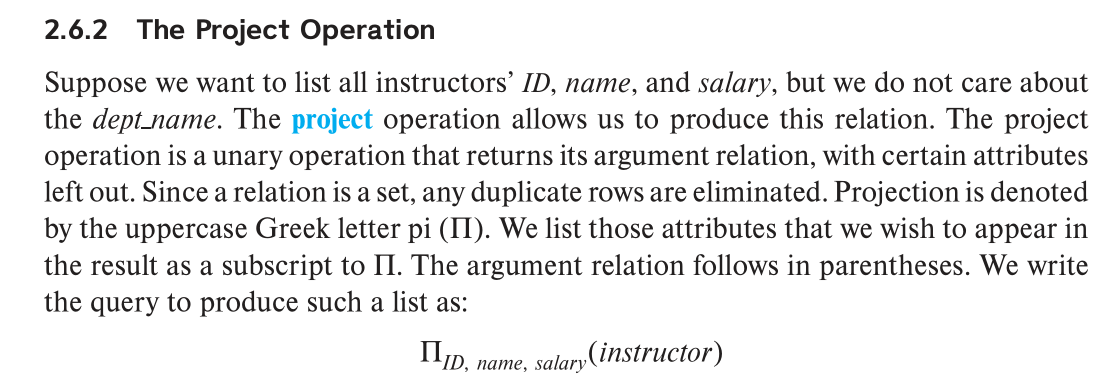 2.6.2 The Project Operation
Suppose we want to list all instructors’ ID, name, and salary, but we do not care about
the dept_name. The project operation allows us to produce this relation. The project
operation is a unary operation that returns its argument relation, with certain attributes
left out. Since a relation is a set, any duplicate rows are eliminated. Projection is denoted
by the uppercase Greek letter pi (Π). We list those attributes that we wish to appear in
the result as a subscript to Π. The argument relation follows in parentheses. We write
the query to produce such a list as:
Π ID, name, salary (instructor)